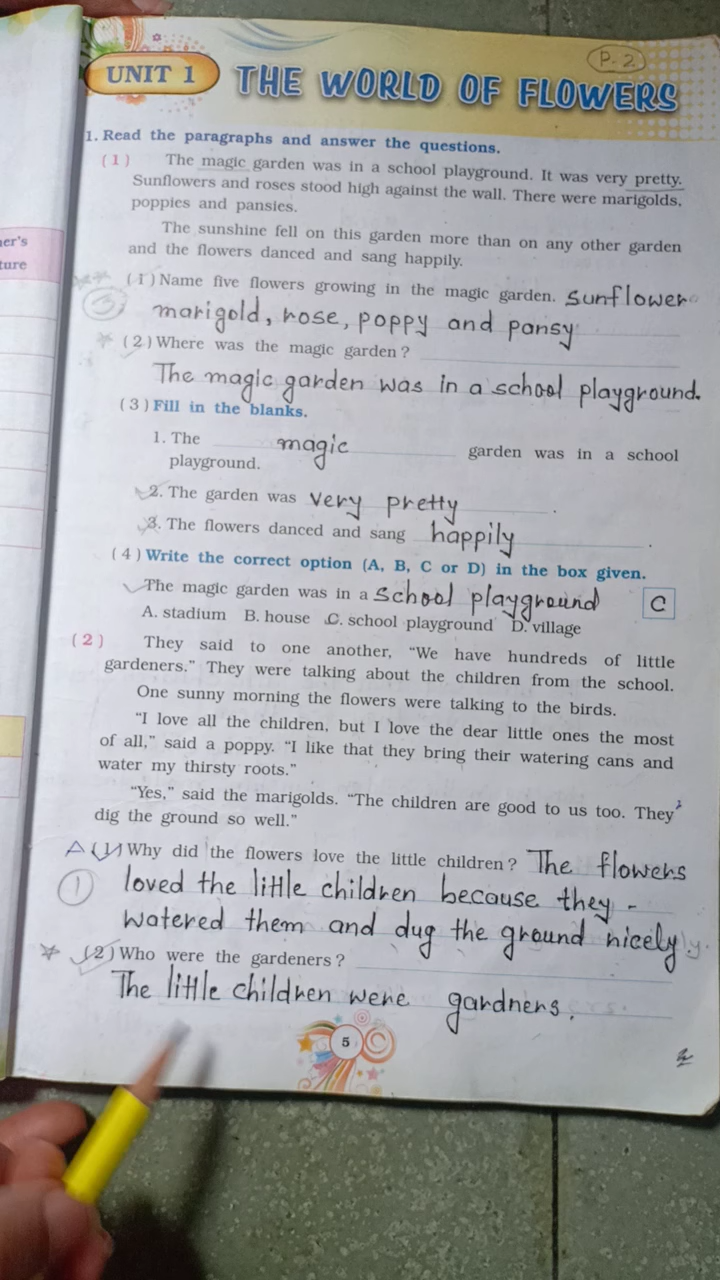 P-2
UNIT 1 THE WORLD OF FLOWERS
1. Read the paragraphs and answer the questions.
(1) The magic garden was in a school playground. It was very pretty.
Sunflowers and roses stood high against the wall. There were marigolds,
poppies and pansies.
The sunshine fell on this garden more than on any other garden
and the flowers danced and sang happily.
(1) Name five flowers growing in the magic garden. sunflower
3 marigold, rose, poppy and pansy
(2) Where was the magic garden?
The magic garden was in a school playground.
(3) Fill in the blanks.
1. The magic garden was in a school
playground.
2. The garden was very pretty.
3. The flowers danced and sang happily.
(4) Write the correct option (A, B, C or D) in the box given.
The magic garden was in a school playground C
A. stadium B. house C. school playground D. village
(2) They said to one another, "We have hundreds of little
gardeners." They were talking about the children from the school.
One sunny morning the flowers were talking to the birds.
"I love all the children, but I love the dear little ones the most
of all," said a poppy. "I like that they bring their watering cans and
water my thirsty roots."
"Yes," said the marigolds. "The children are good to us too. They
dig the ground so well."
(1) Why did the flowers love the little children? The flowers
1 loved the little children because they -
watered them and dug the ground nicely.
(2) Who were the gardeners?
The little children were gardners.
5